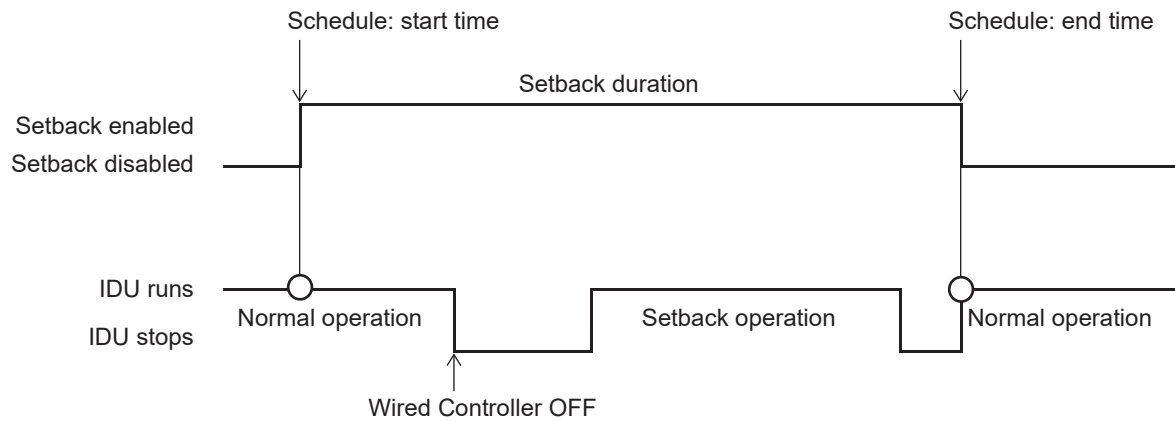 Schedule: start time
Schedule: end time
Setback duration
Setback enabled
Setback disabled
IDU runs
Normal operation
Setback operation
Normal operation
IDU stops
Wired Controller OFF